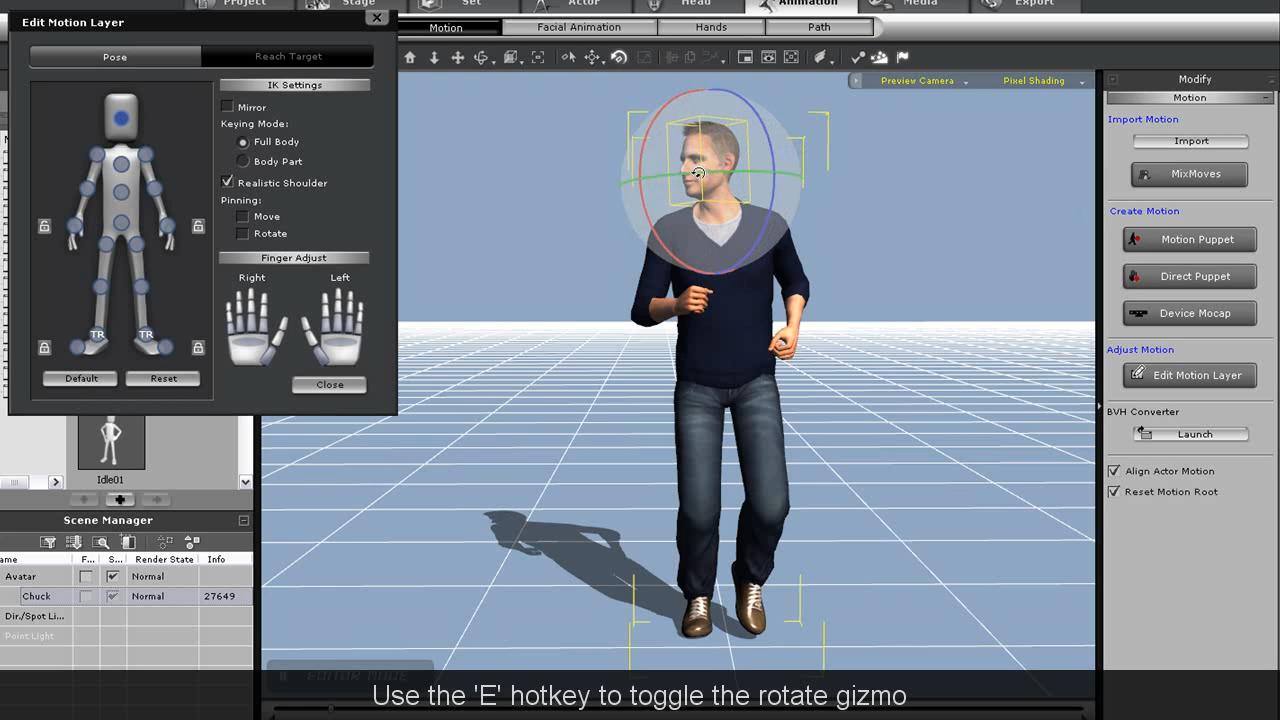 Project
Stage
Set
Actor
Head
Animation
Media
Export
Edit Motion Layer
Motion
Facial Animation
Hands
Path
Pose
Reach Target
IK Settings
Mirror
Keying Mode:
Full Body
Body Part
Realistic Shoulder
Pinning:
Move
Rotate
Finger Adjust
Right
Left
TR
TR
Default
Reset
Close
Preview Camera
Pixel Shading
Modify
Motion
Import Motion
Import
MixMoves
Create Motion
Motion Puppet
Direct Puppet
Device Mocap
Adjust Motion
Edit Motion Layer
BVH Converter
Launch
Align Actor Motion
Reset Motion Root
Idle01
Scene Manager
ame
F...
S...
Render State
Info
Avatar
Normal
Chuck
Normal
27649
Dir./Spot Li...
Point Light
EDITOR MODE
Use the 'E' hotkey to toggle the rotate gizmo